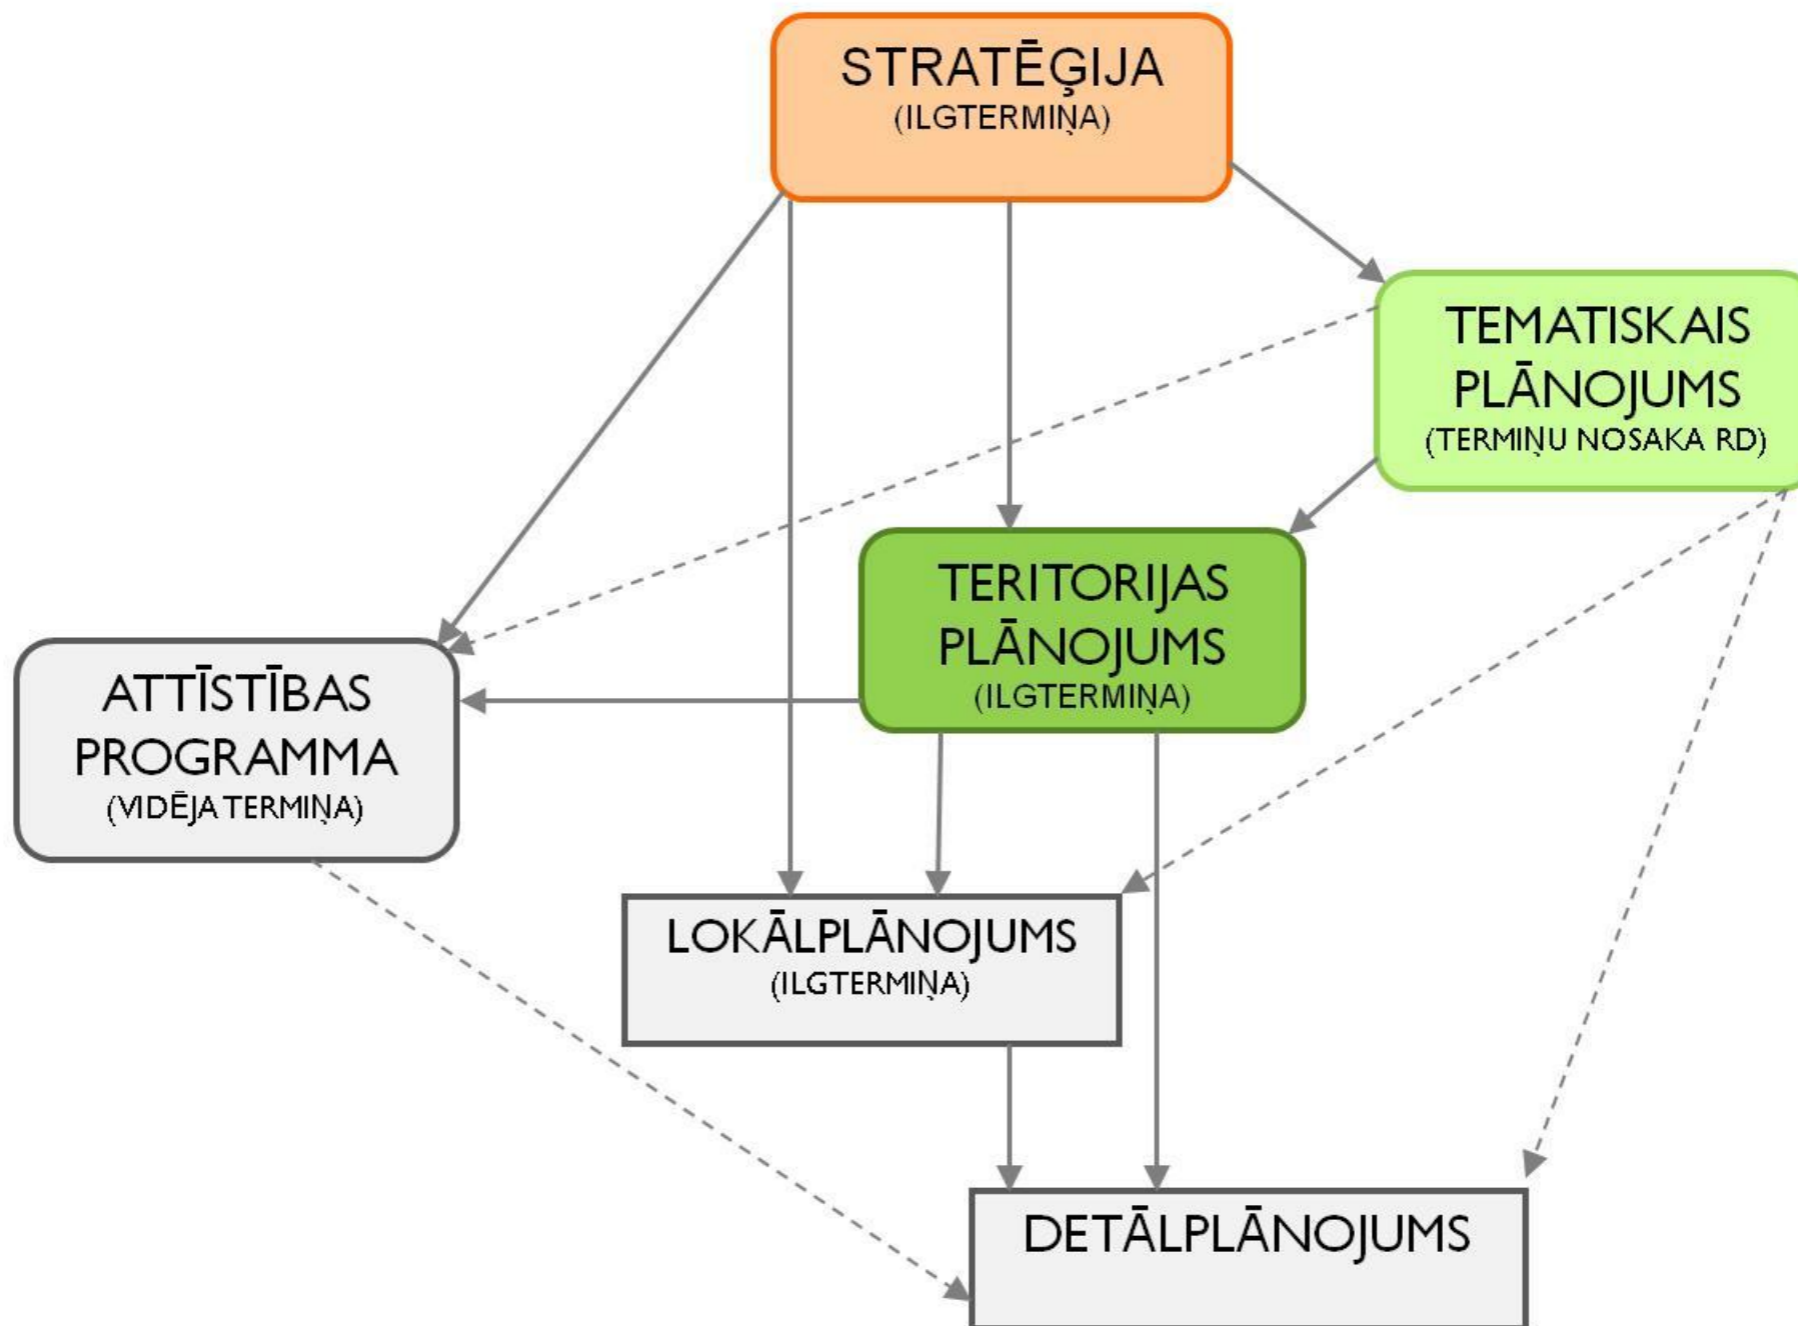 STRATĒĢIJA
(ILGTERMIŅA)
TEMATISKAIS
PLĀNOJUMS
(TERMIŅU NOSAKA RD)
TERITORIJAS
PLĀNOJUMS
(ILGTERMIŅA)
ATTĪSTĪBAS
PROGRAMMA
(VIDĒJA TERMIŅA)
LOKĀLPLĀNOJUMS
(ILGTERMIŅA)
DETĀLPLĀNOJUMS